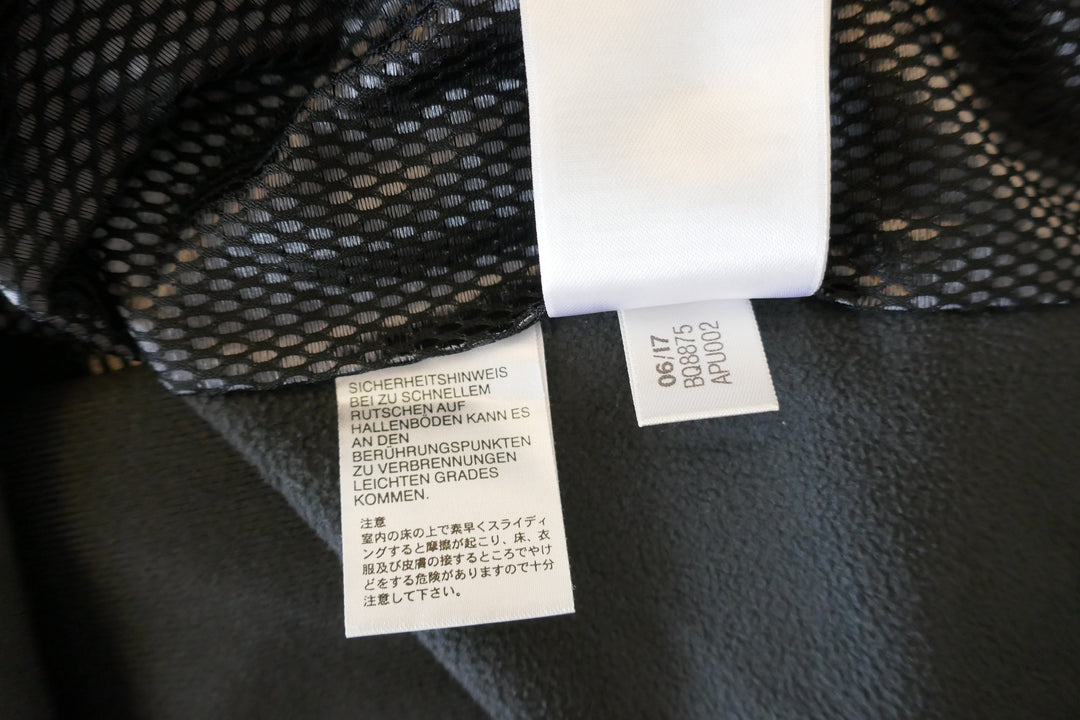 SICHERHEITSHINWEIS
BEI ZU SCHNELLEM
RUTSCHEN AUF
HALLENBÖDEN KANN ES
AN DEN
BERÜHRUNGSPUNKTEN
ZU VERBRENNUNGEN
LEICHTEN GRADES
KOMMEN.
注意
室内の床の上で素早くスライディ
ングすると摩擦が起こり、床、衣
服及び皮膚の接するところでやけ
どをする危険がありますので十分
注意して下さい。
06/17
BQ8875
APU002